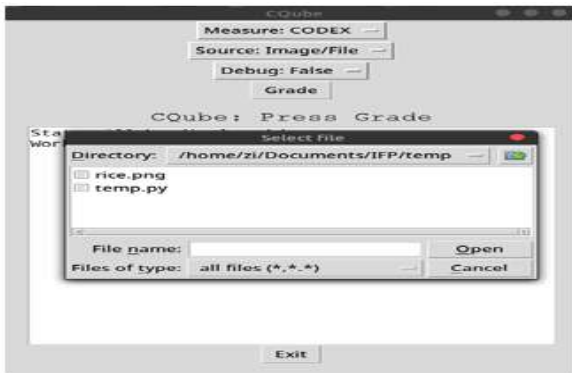 CQube
Measure: CODEX
Source: Image/File
Debug: False
Grade
CQube: Press Grade
Select File
Directory: /home/zi/Documents/IFP/temp
rice.png
temp.py
File name:
Open
Files of type: all files (*,*.*)
Cancel
Exit